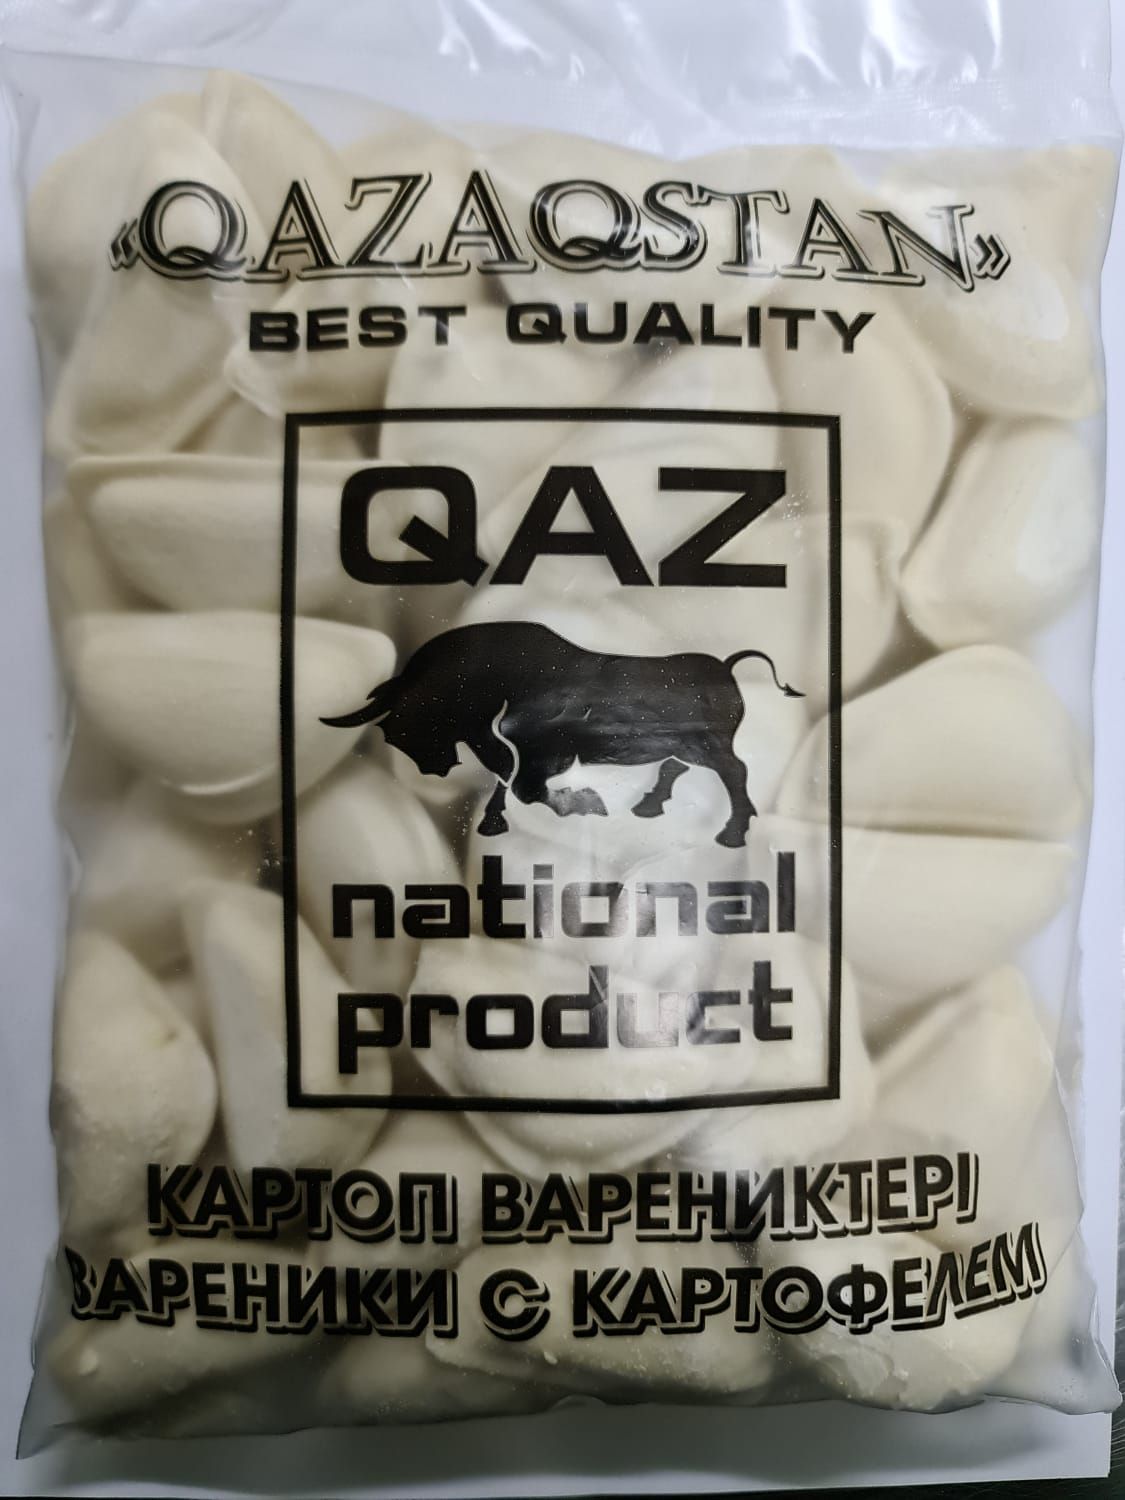 «QAZAQSTAN»
BEST QUALITY
QAZ
national
product
КАРТОП ВАРЕНИКТЕРІ
ВАРЕНИКИ С КАРТОФЕЛЕМ